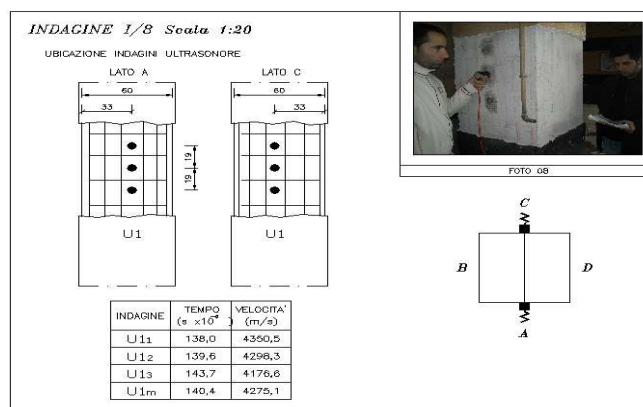 INDAGINE I/8 Scala 1:20
UBICAZIONE INDAGINI ULTRASONORE
LATO A
LATO C
60
60
33
33
19
19
U1
U1
FOTO 08
C
B
D
A
INDAGINE TEMPO (s x10⁻⁶) VELOCITA' (m/s)
U1₁ 138,0 4350,5
U1₂ 139,6 4298,3
U1₃ 143,7 4176,6
U1m 140,4 4275,1